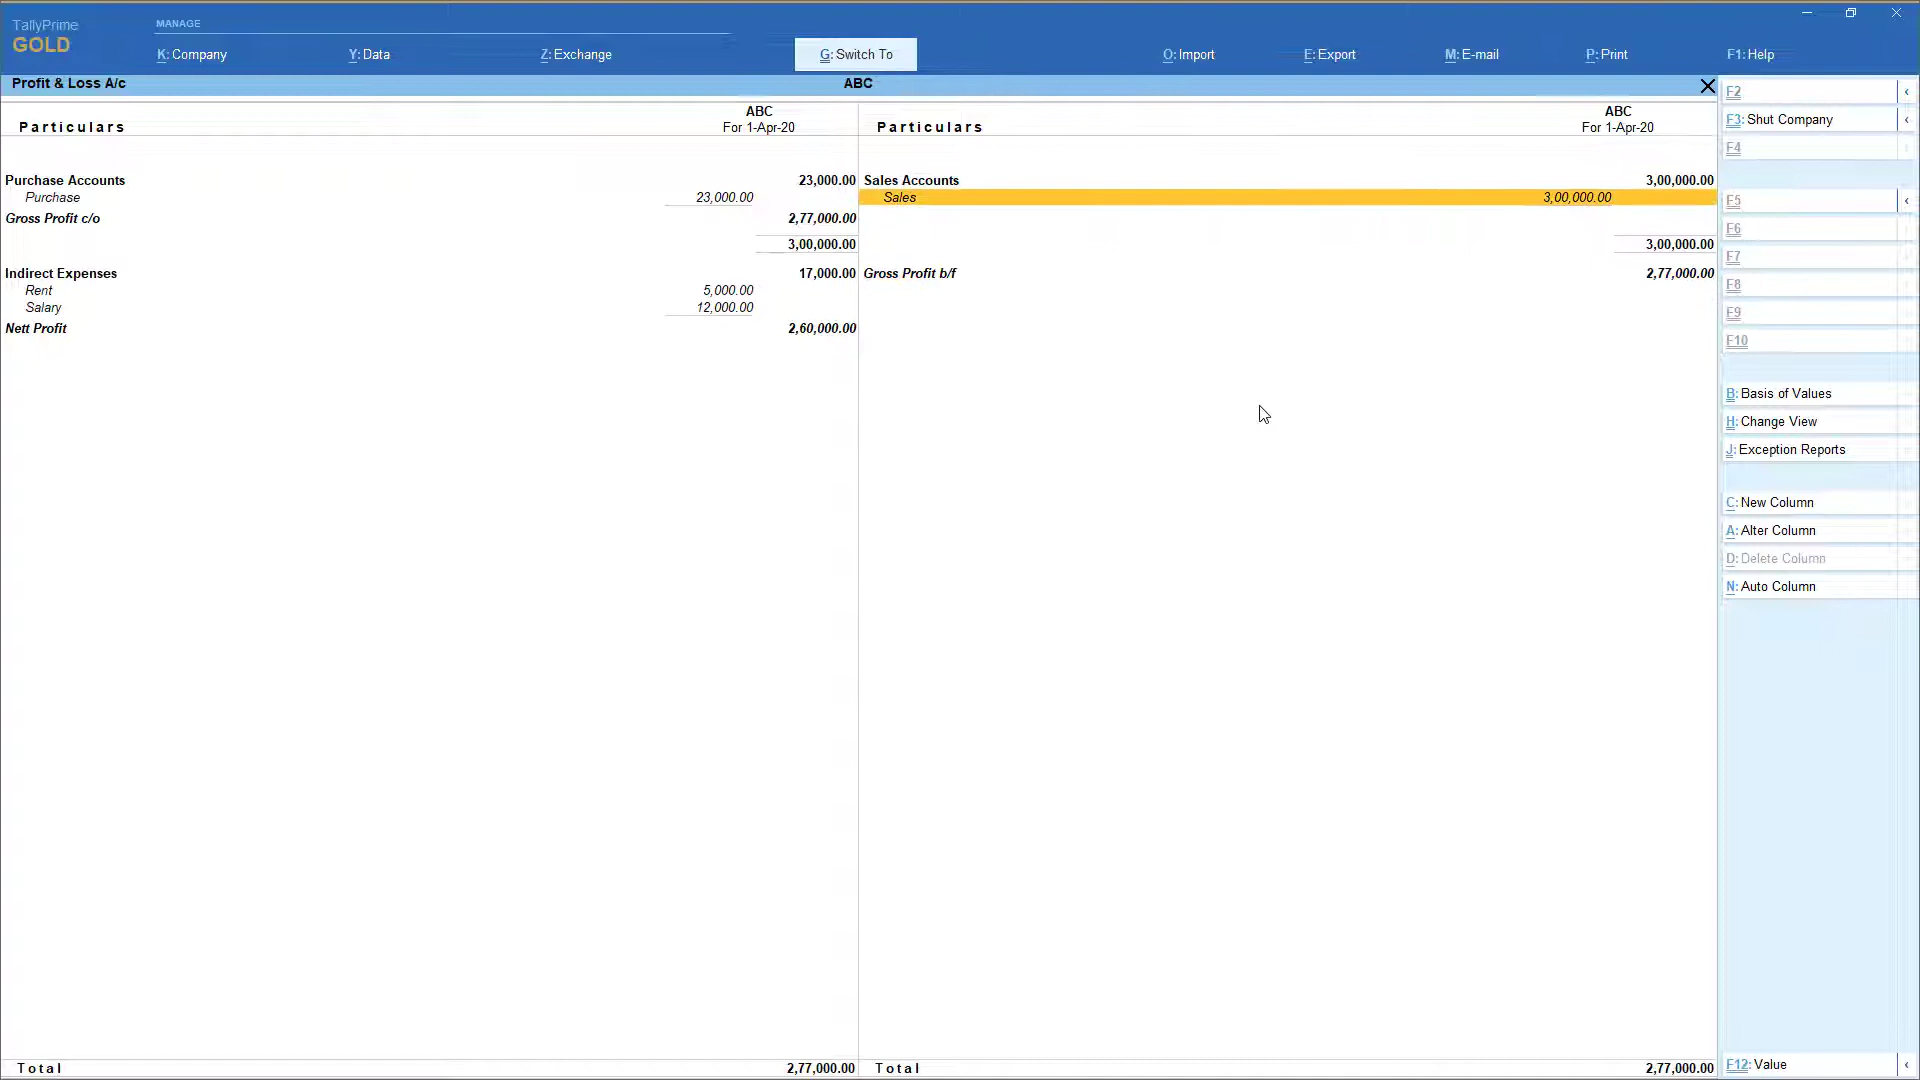 TallyPrime
GOLD
MANAGE
K: Company
Y: Data
Z: Exchange
G: Switch To
O: Import
E: Export
M: E-mail
P: Print
F1: Help
Profit & Loss A/c
ABC
Particulars
ABC
For 1-Apr-20
Particulars
ABC
For 1-Apr-20
Purchase Accounts 23,000.00
Purchase 23,000.00
Gross Profit c/o 2,77,000.00
3,00,000.00
Indirect Expenses 17,000.00
Rent 5,000.00
Salary 12,000.00
Nett Profit 2,60,000.00
Total 2,77,000.00
Sales Accounts 3,00,000.00
Sales 3,00,000.00
3,00,000.00
Gross Profit b/f 2,77,000.00
Total 2,77,000.00
F2
F3: Shut Company
F4
F5
F6
F7
F8
F9
F10
B: Basis of Values
H: Change View
J: Exception Reports
C: New Column
A: Alter Column
D: Delete Column
N: Auto Column
F12: Value